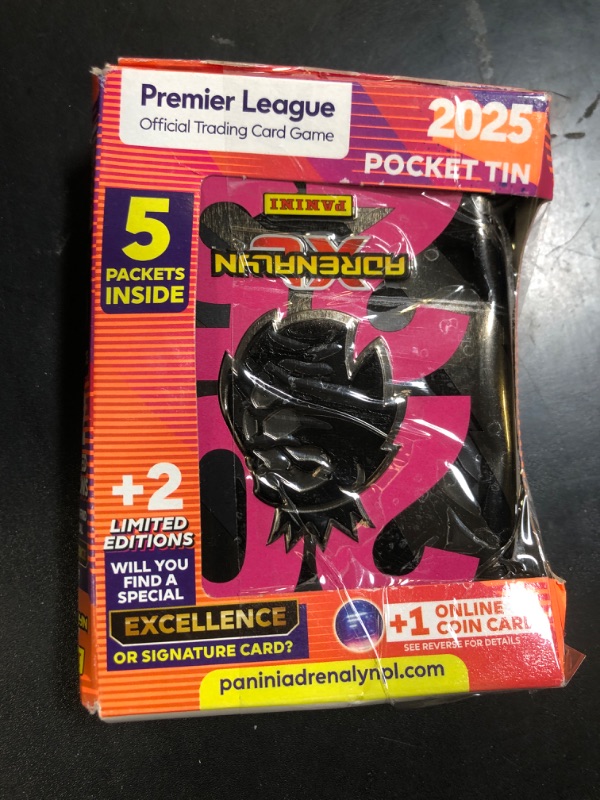 Premier League
Official Trading Card Game
2025
POCKET TIN
5
PACKETS
INSIDE
PANINI
ADRENALYN
XL
+2
LIMITED
EDITIONS
WILL YOU
FIND A
SPECIAL
EXCELLENCE
OR SIGNATURE CARD?
+1 ONLINE
COIN CARD
SEE REVERSE FOR DETAILS
paniniadrenalynpl.com